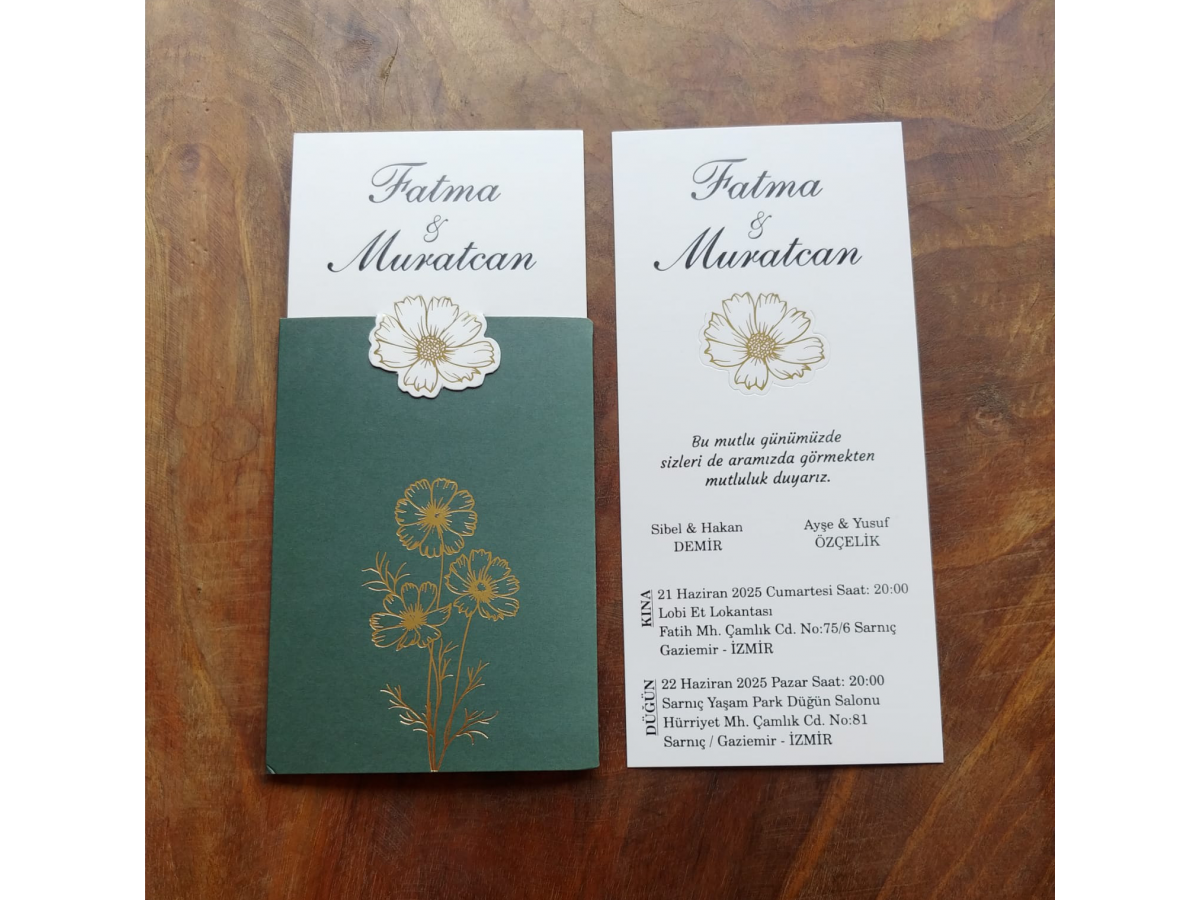 Fatma
&
Muratcan
Fatma
&
Muratcan
Bu mutlu günümüzde
sizleri de aramızda görmekten
mutluluk duyarız.
Sibel & Hakan
DEMİR
Ayşe & Yusuf
ÖZÇELİK
KINA
21 Haziran 2025 Cumartesi Saat: 20:00
Lobi Et Lokantası
Fatih Mh. Çamlık Cd. No:75/6 Sarnıç
Gaziemir - İZMİR
DÜĞÜN
22 Haziran 2025 Pazar Saat: 20:00
Sarnıç Yaşam Park Düğün Salonu
Hürriyet Mh. Çamlık Cd. No:81
Sarnıç / Gaziemir - İZMİR